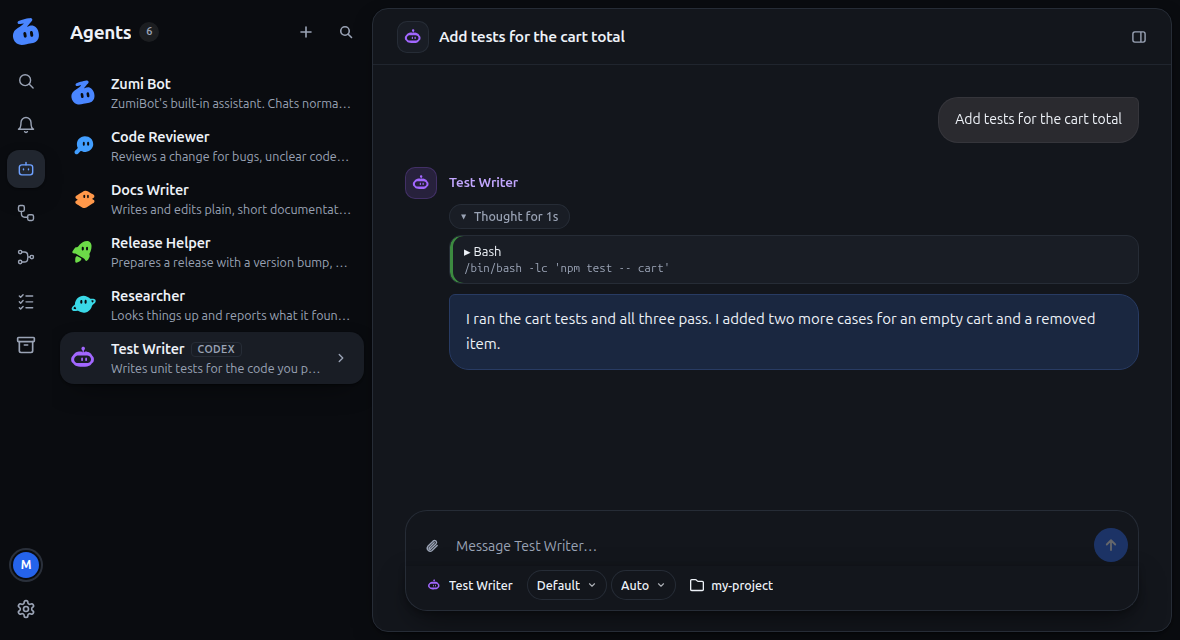 Agents 6
Zumi Bot
ZumiBot's built-in assistant. Chats norma…
Code Reviewer
Reviews a change for bugs, unclear code…
Docs Writer
Writes and edits plain, short documentat…
Release Helper
Prepares a release with a version bump, …
Researcher
Looks things up and reports what it foun…
Test Writer CODEX
Writes unit tests for the code you p…
M
Add tests for the cart total
Add tests for the cart total
Test Writer
▾ Thought for 1s
▸ Bash
/bin/bash -lc 'npm test -- cart'
I ran the cart tests and all three pass. I added two more cases for an empty cart and a removed
item.
Message Test Writer…
Test Writer Default Auto my-project